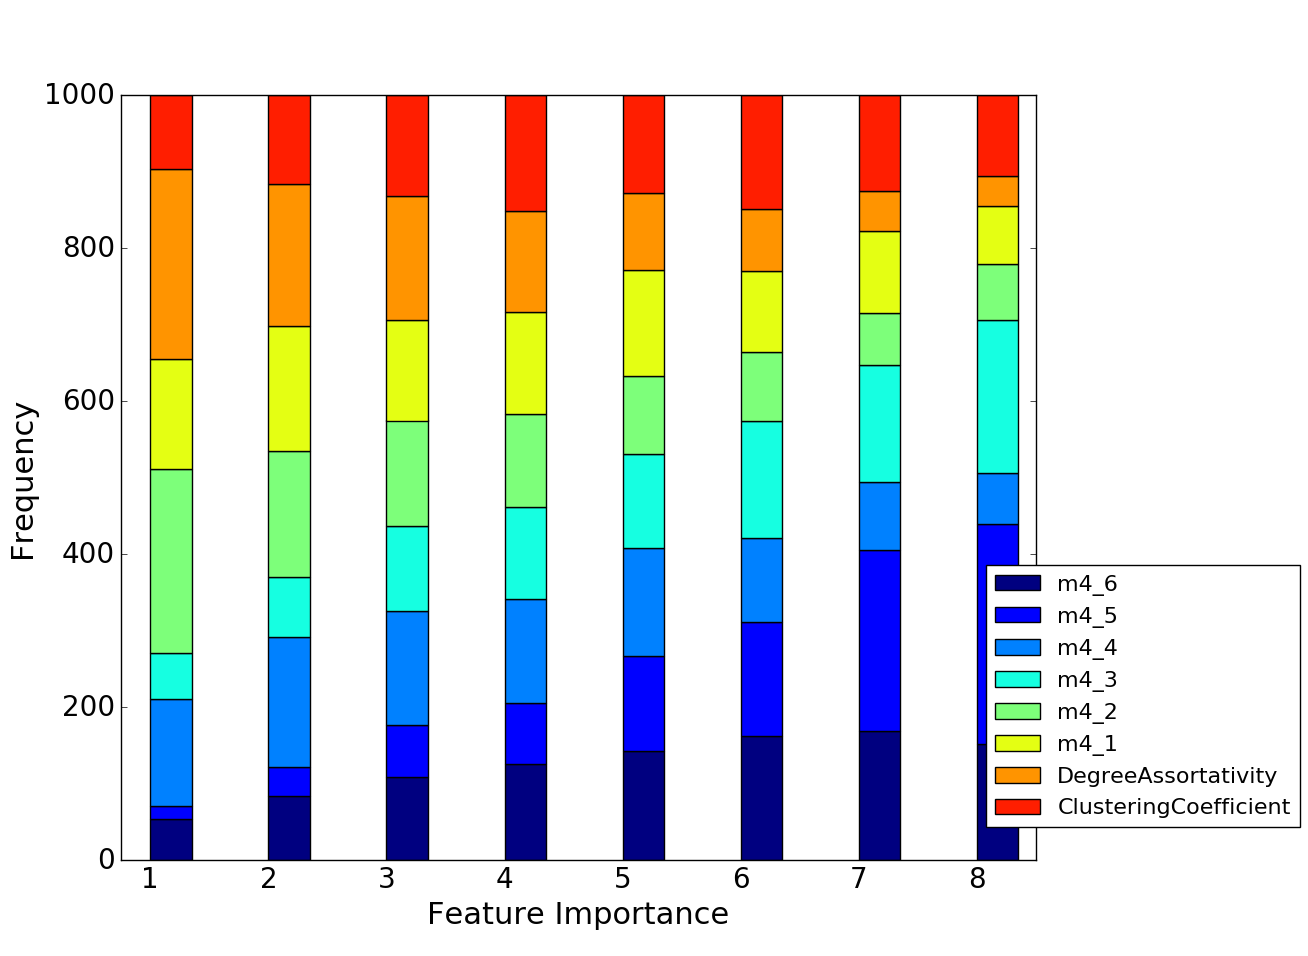 1000
800
600
400
200
0
Frequency
1 2 3 4 5 6 7 8
Feature Importance
m4_6
m4_5
m4_4
m4_3
m4_2
m4_1
DegreeAssortativity
ClusteringCoefficient